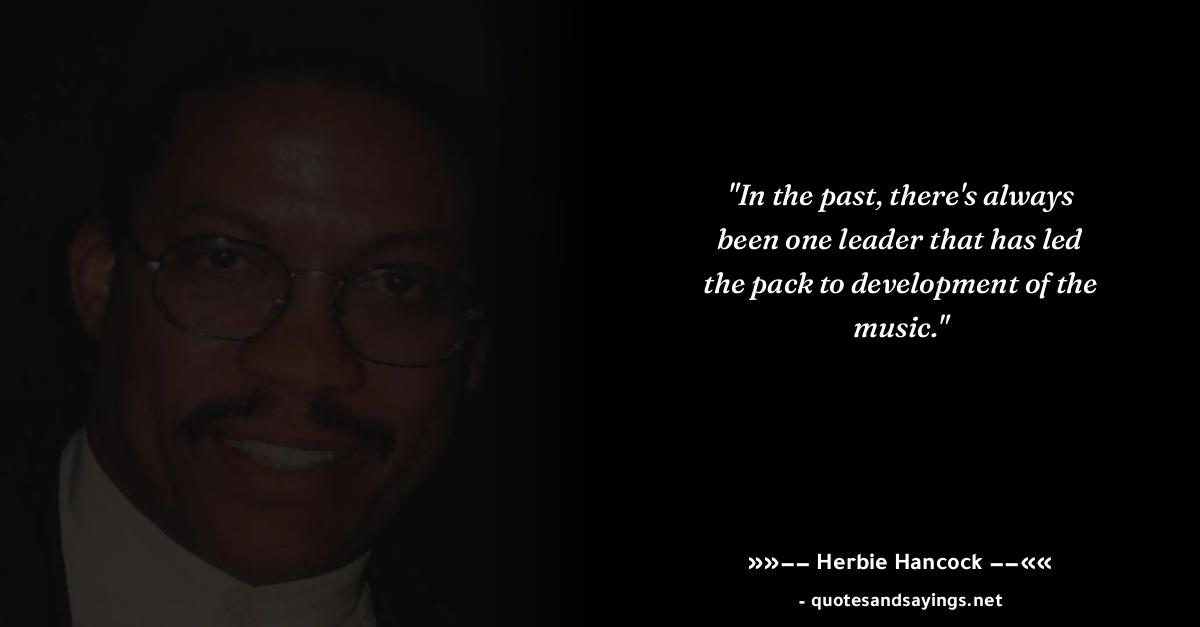 "In the past, there's always
been one leader that has led
the pack to development of the
music."
»»–– Herbie Hancock ––««
- quotesandsayings.net